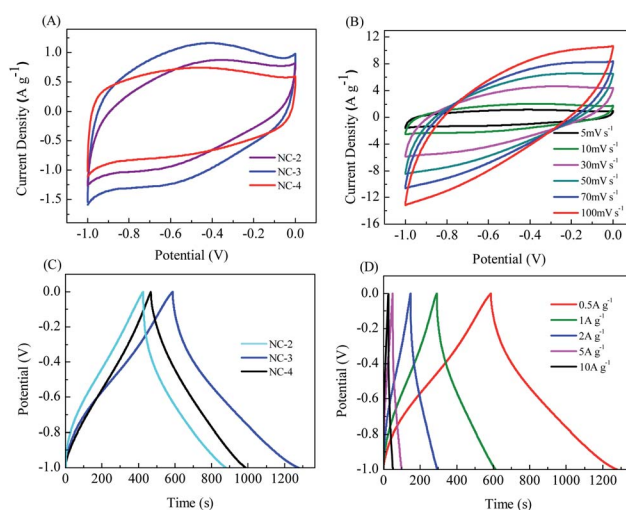 (A)
1.5
1.0
0.5
0.0
-0.5
-1.0
-1.5
Current Density (A g-1)
NC-2
NC-3
NC-4
-1.0 -0.8 -0.6 -0.4 -0.2 0.0
Potential (V)
(B)
12
8
4
0
-4
-8
-12
-16
Current Density (A g-1)
5mV s-1
10mV s-1
30mV s-1
50mV s-1
70mV s-1
100mV s-1
-1.0 -0.8 -0.6 -0.4 -0.2 0.0
Potential (V)
(C)
0.0
-0.2
-0.4
-0.6
-0.8
-1.0
Potential (V)
NC-2
NC-3
NC-4
0 200 400 600 800 1000 1200
Time (s)
(D)
0.0
-0.2
-0.4
-0.6
-0.8
-1.0
Potential (V)
0.5A g-1
1A g-1
2A g-1
5A g-1
10A g-1
0 200 400 600 800 1000 1200
Time (s)